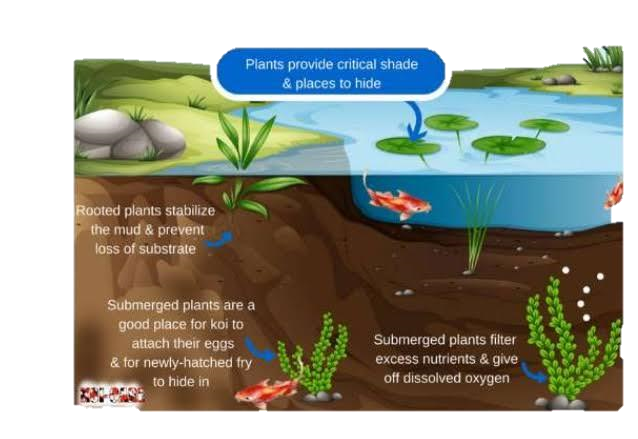 Plants provide critical shade
& places to hide
Rooted plants stabilize
the mud & prevent
loss of substrate
Submerged plants are a
good place for koi to
attach their eggs
& for newly-hatched fry
to hide in
Submerged plants filter
excess nutrients & give
off dissolved oxygen